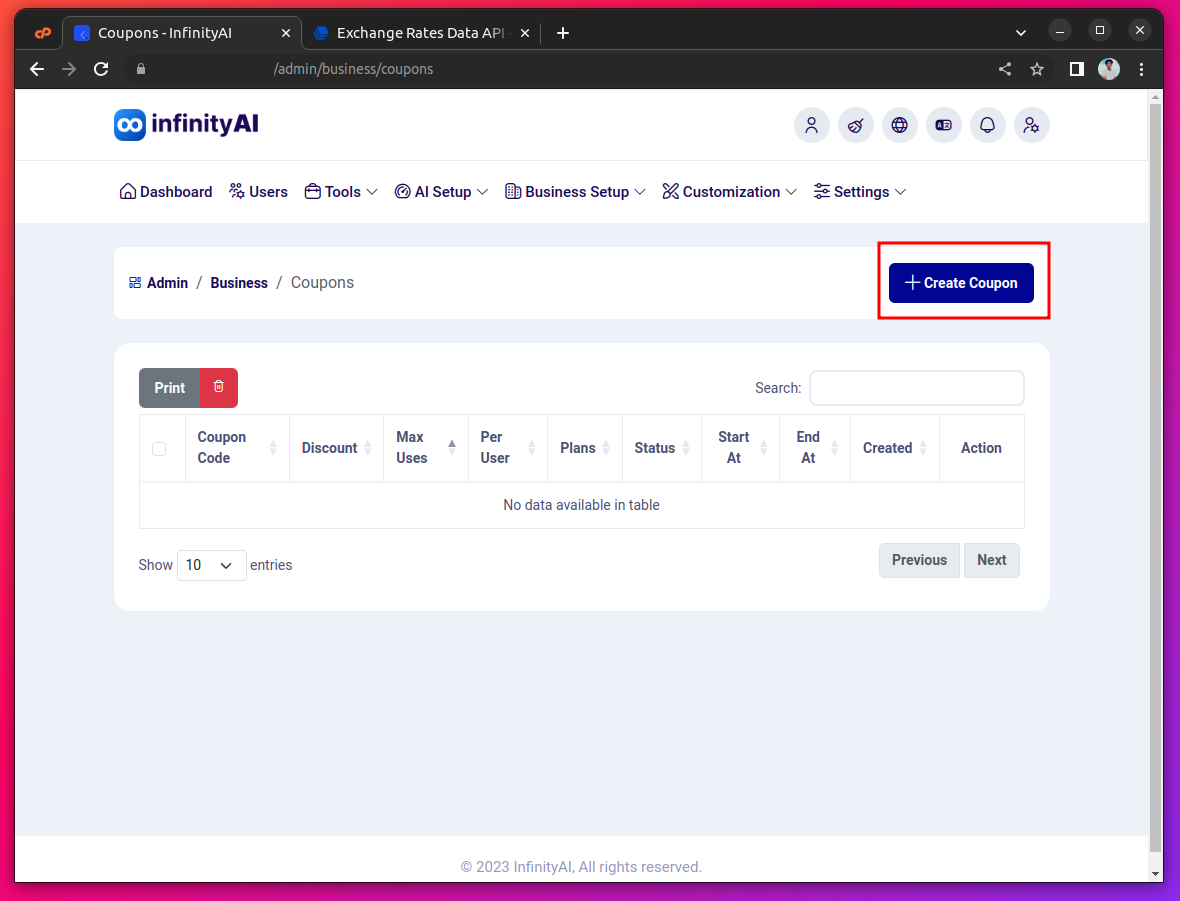 Coupons - InfinityAI
Exchange Rates Data API -
/admin/business/coupons
infinityAI
Dashboard Users Tools AI Setup Business Setup Customization Settings
Admin / Business / Coupons
Create Coupon
Print
Search:
Coupon Code Discount Max Uses Per User Plans Status Start At End At Created Action
No data available in table
Show 10 entries
Previous Next
© 2023 InfinityAI, All rights reserved.